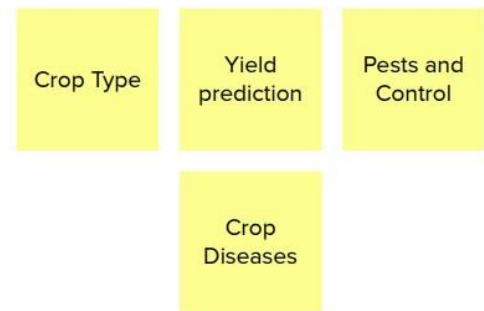 Crop Type
Yield
prediction
Pests and
Control
Crop
Diseases